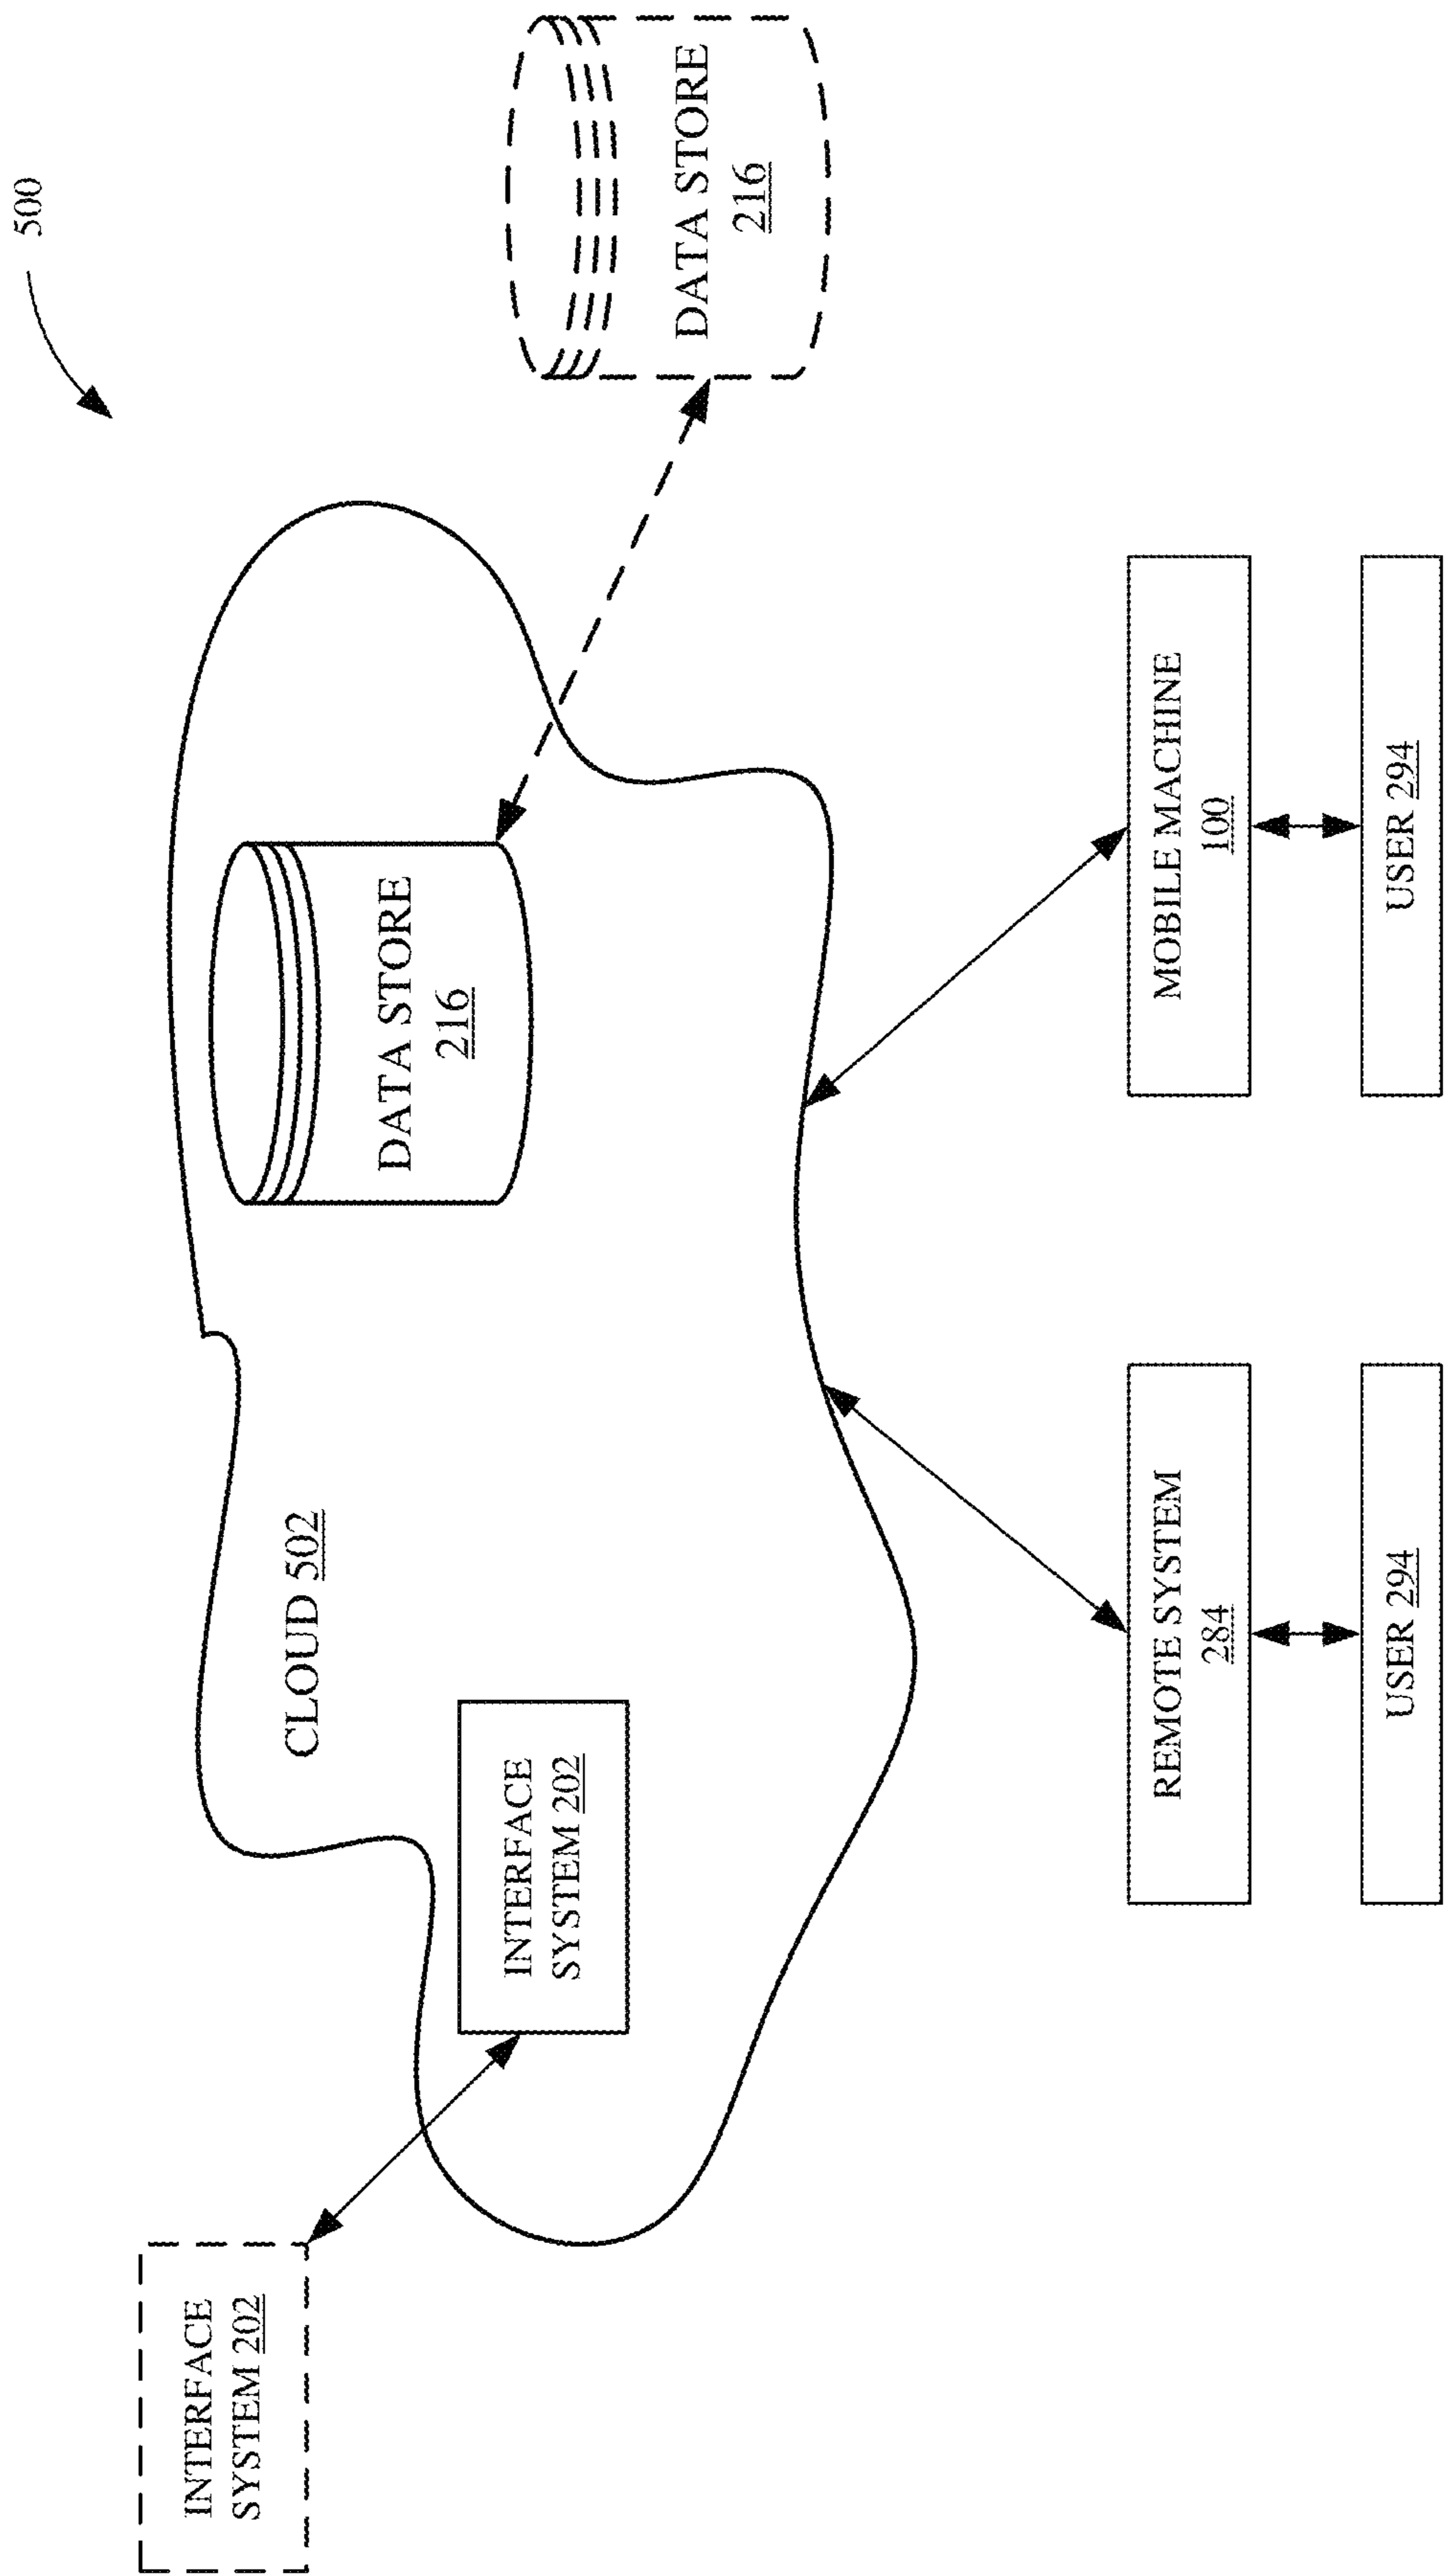 500
INTERFACE
SYSTEM 202
CLOUD 502
DATA STORE
216
INTERFACE
SYSTEM 202
DATA STORE
216
REMOTE SYSTEM
284
MOBILE MACHINE
100
USER 294
USER 294